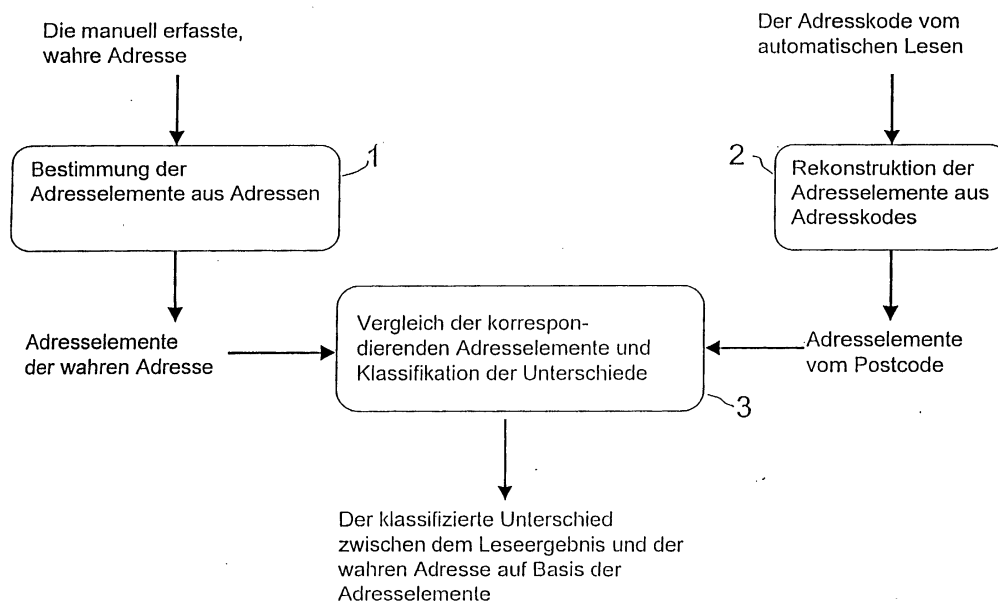 Die manuell erfasste,
wahre Adresse
Der Adresskode vom
automatischen Lesen
1
Bestimmung der
Adresselemente aus Adressen
2
Rekonstruktion der
Adresselemente aus
Adresskodes
Adresselemente
der wahren Adresse
Vergleich der korrespon-
dierenden Adresselemente und
Klassifikation der Unterschiede
3
Adresselemente
vom Postcode
Der klassifizierte Unterschied
zwischen dem Leseergebnis und der
wahren Adresse auf Basis der
Adresselemente